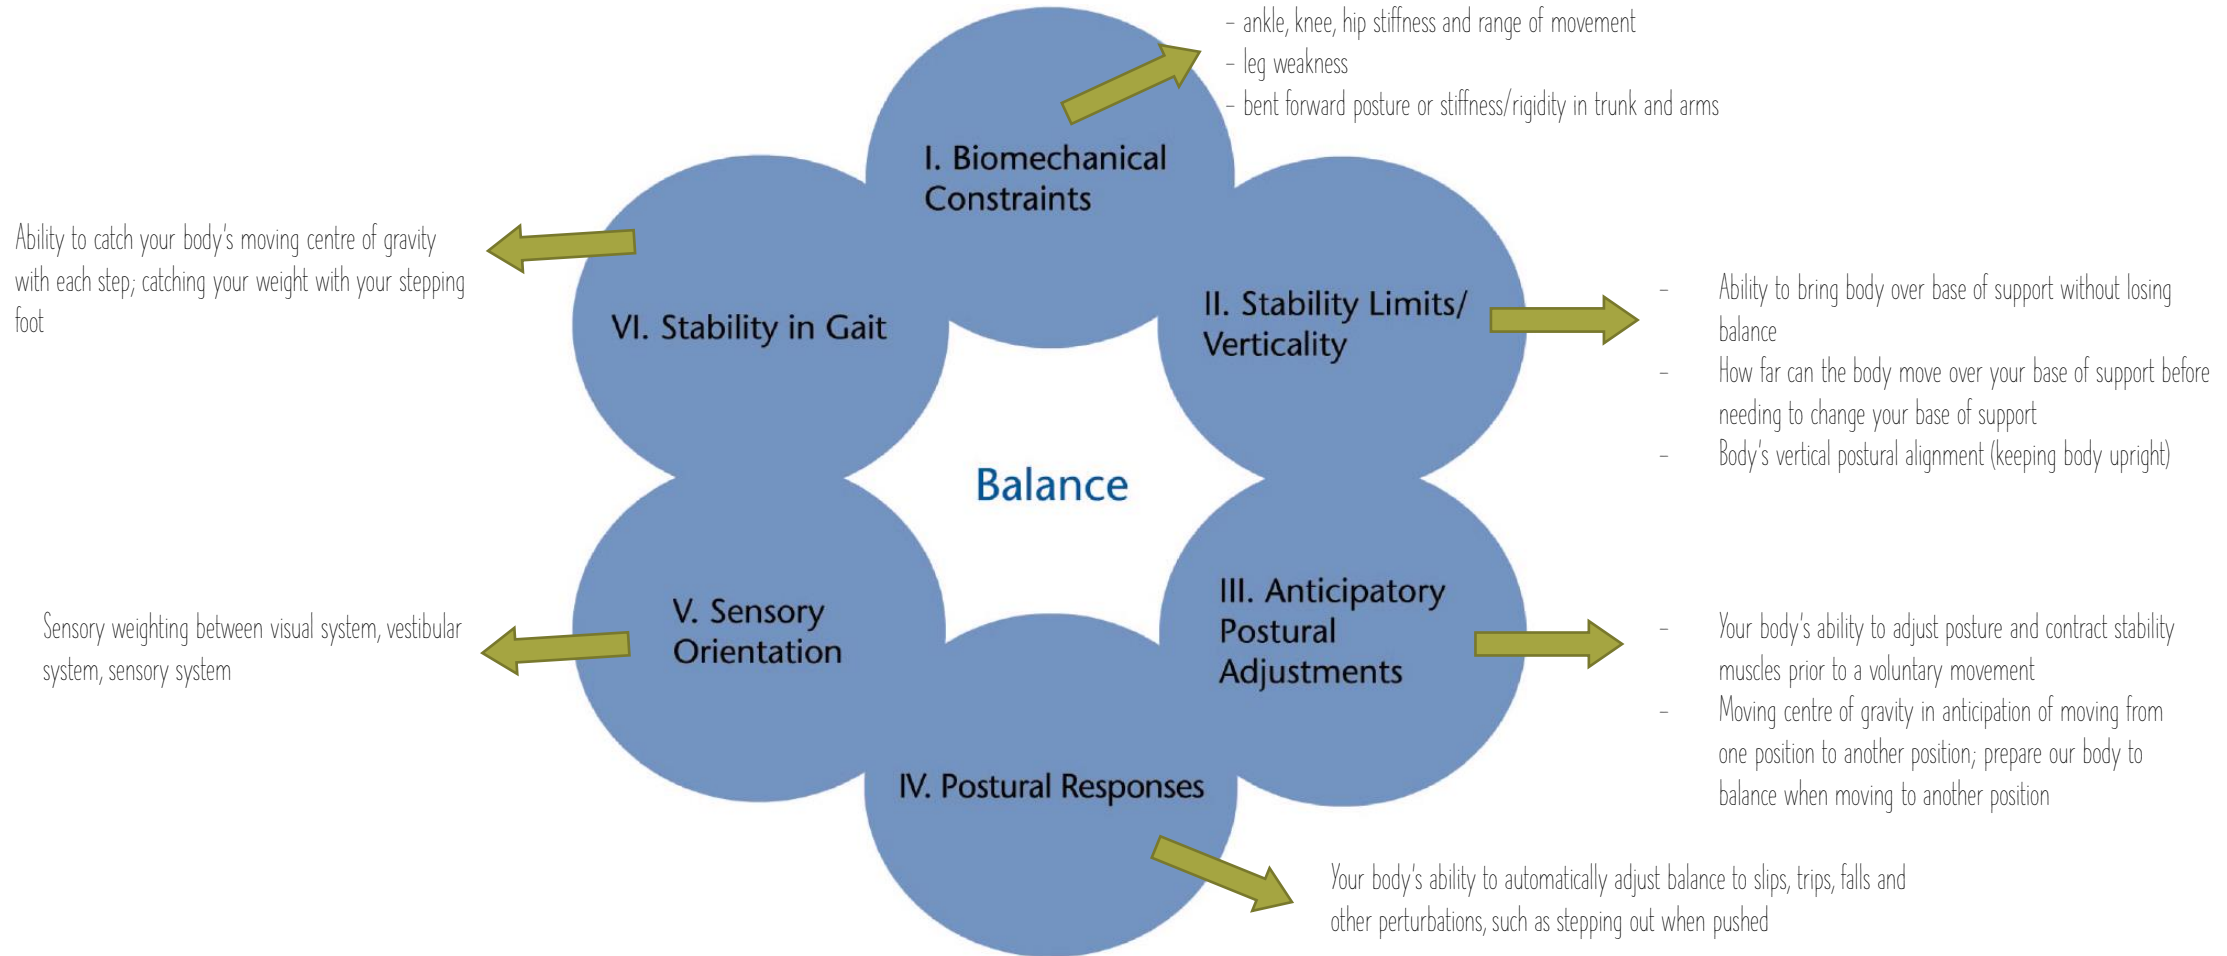 - ankle, knee, hip stiffness and range of movement
- leg weakness
- bent forward posture or stiffness/rigidity in trunk and arms
I. Biomechanical
Constraints
Ability to catch your body's moving centre of gravity
with each step; catching your weight with your stepping
foot
VI. Stability in Gait
II. Stability Limits/
Verticality
- Ability to bring body over base of support without losing
balance
- How far can the body move over your base of support before
needing to change your base of support
- Body's vertical postural alignment (keeping body upright)
Balance
Sensory weighting between visual system, vestibular
system, sensory system
V. Sensory
Orientation
III. Anticipatory
Postural
Adjustments
- Your body's ability to adjust posture and contract stability
muscles prior to a voluntary movement
- Moving centre of gravity in anticipation of moving from
one position to another position; prepare our body to
balance when moving to another position
IV. Postural Responses
Your body's ability to automatically adjust balance to slips, trips, falls and
other perturbations, such as stepping out when pushed